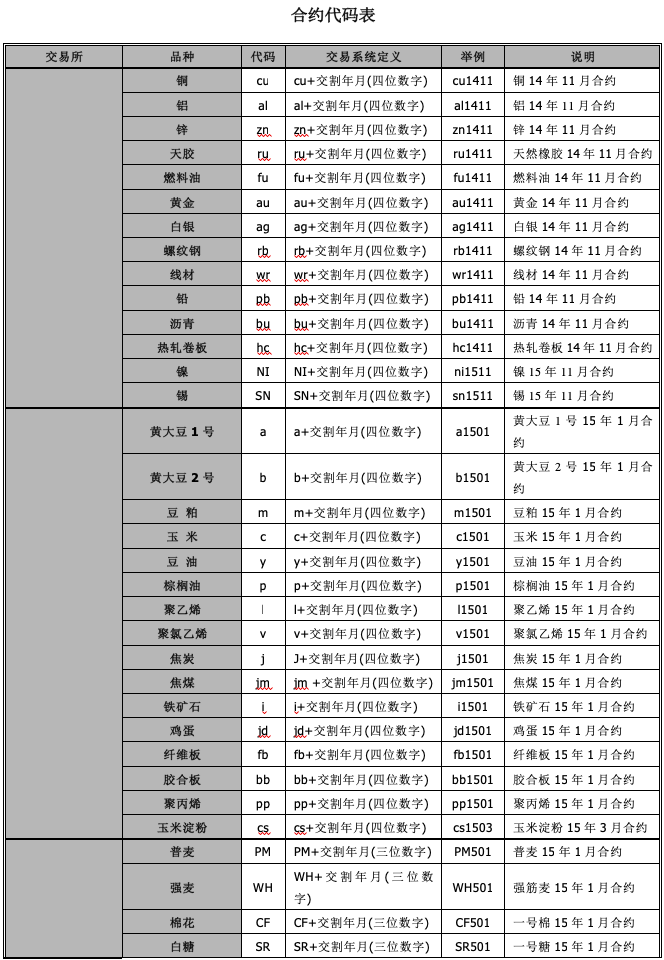 合约代码表
交易所 品种 代码 交易系统定义 举例 说明
铜 cu cu+交割年月(四位数字) cu1411 铜 14 年 11 月合约
铝 al al+交割年月(四位数字) al1411 铝 14 年 11 月合约
锌 zn zn+交割年月(四位数字) zn1411 锌 14 年 11 月合约
天胶 ru ru+交割年月(四位数字) ru1411 天然橡胶 14 年 11 月合约
燃料油 fu fu+交割年月(四位数字) fu1411 燃料油 14 年 11 月合约
黄金 au au+交割年月(四位数字) au1411 黄金 14 年 11 月合约
白银 ag ag+交割年月(四位数字) ag1411 白银 14 年 11 月合约
螺纹钢 rb rb+交割年月(四位数字) rb1411 螺纹钢 14 年 11 月合约
线材 wr wr+交割年月(四位数字) wr1411 线材 14 年 11 月合约
铅 pb pb+交割年月(四位数字) pb1411 铅 14 年 11 月合约
沥青 bu bu+交割年月(四位数字) bu1411 沥青 14 年 11 月合约
热轧卷板 hc hc+交割年月(四位数字) hc1411 热轧卷板 14 年 11 月合约
镍 NI NI+交割年月(四位数字) ni1511 镍 15 年 11 月合约
锡 SN SN+交割年月(四位数字) sn1511 锡 15 年 11 月合约
黄大豆 1 号 a a+交割年月(四位数字) a1501 黄大豆 1 号 15 年 1 月合
约
黄大豆 2 号 b b+交割年月(四位数字) b1501 黄大豆 2 号 15 年 1 月合
约
豆 粕 m m+交割年月(四位数字) m1501 豆粕 15 年 1 月合约
玉 米 c c+交割年月(四位数字) c1501 玉米 15 年 1 月合约
豆 油 y y+交割年月(四位数字) y1501 豆油 15 年 1 月合约
棕榈油 p p+交割年月(四位数字) p1501 棕榈油 15 年 1 月合约
聚乙烯 l l+交割年月(四位数字) l1501 聚乙烯 15 年 1 月合约
聚氯乙烯 v v+交割年月(四位数字) v1501 聚氯乙烯 15 年 1 月合约
焦炭 j J+交割年月(四位数字) j1501 焦炭 15 年 1 月合约
焦煤 jm jm +交割年月(四位数字) jm1501 焦煤 15 年 1 月合约
铁矿石 i i+交割年月(四位数字) i1501 铁矿石 15 年 1 月合约
鸡蛋 jd jd+交割年月(四位数字) jd1501 鸡蛋 15 年 1 月合约
纤维板 fb fb+交割年月(四位数字) fb1501 纤维板 15 年 1 月合约
胶合板 bb bb+交割年月(四位数字) bb1501 胶合板 15 年 1 月合约
聚丙烯 pp pp+交割年月(四位数字) pp1501 聚丙烯 15 年 1 月合约
玉米淀粉 cs cs+交割年月(四位数字) cs1503 玉米淀粉 15 年 3 月合约
普麦 PM PM+交割年月(三位数字) PM501 普麦 15 年 1 月合约
强麦 WH WH+交割年月(三位数 WH501 强筋麦 15 年 1 月合约
字)
棉花 CF CF+交割年月(三位数字) CF501 一号棉 15 年 1 月合约
白糖 SR SR+交割年月(三位数字) SR501 一号糖 15 年 1 月合约